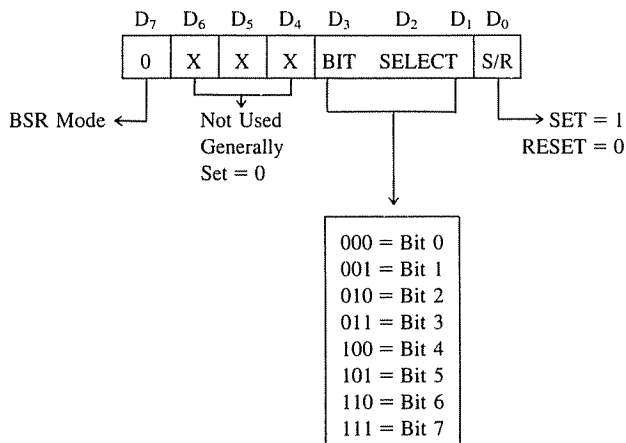 D₇ D₆ D₅ D₄ D₃ D₂ D₁ D₀
0 X X X BIT SELECT S/R
BSR Mode
Not Used
Generally
Set = 0
SET = 1
RESET = 0
000 = Bit 0
001 = Bit 1
010 = Bit 2
011 = Bit 3
100 = Bit 4
101 = Bit 5
110 = Bit 6
111 = Bit 7